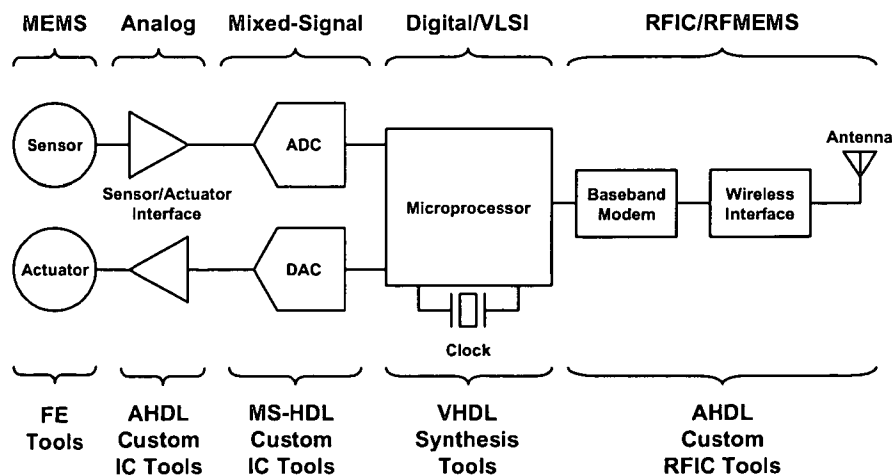 MEMS Analog Mixed-Signal Digital/VLSI RFIC/RFMEMS
Sensor
ADC
Antenna
Sensor/Actuator
Interface
Microprocessor
Baseband
Modem
Wireless
Interface
Actuator
DAC
Clock
FE
Tools
AHDL
Custom
IC Tools
MS-HDL
Custom
IC Tools
VHDL
Synthesis
Tools
AHDL
Custom
RFIC Tools